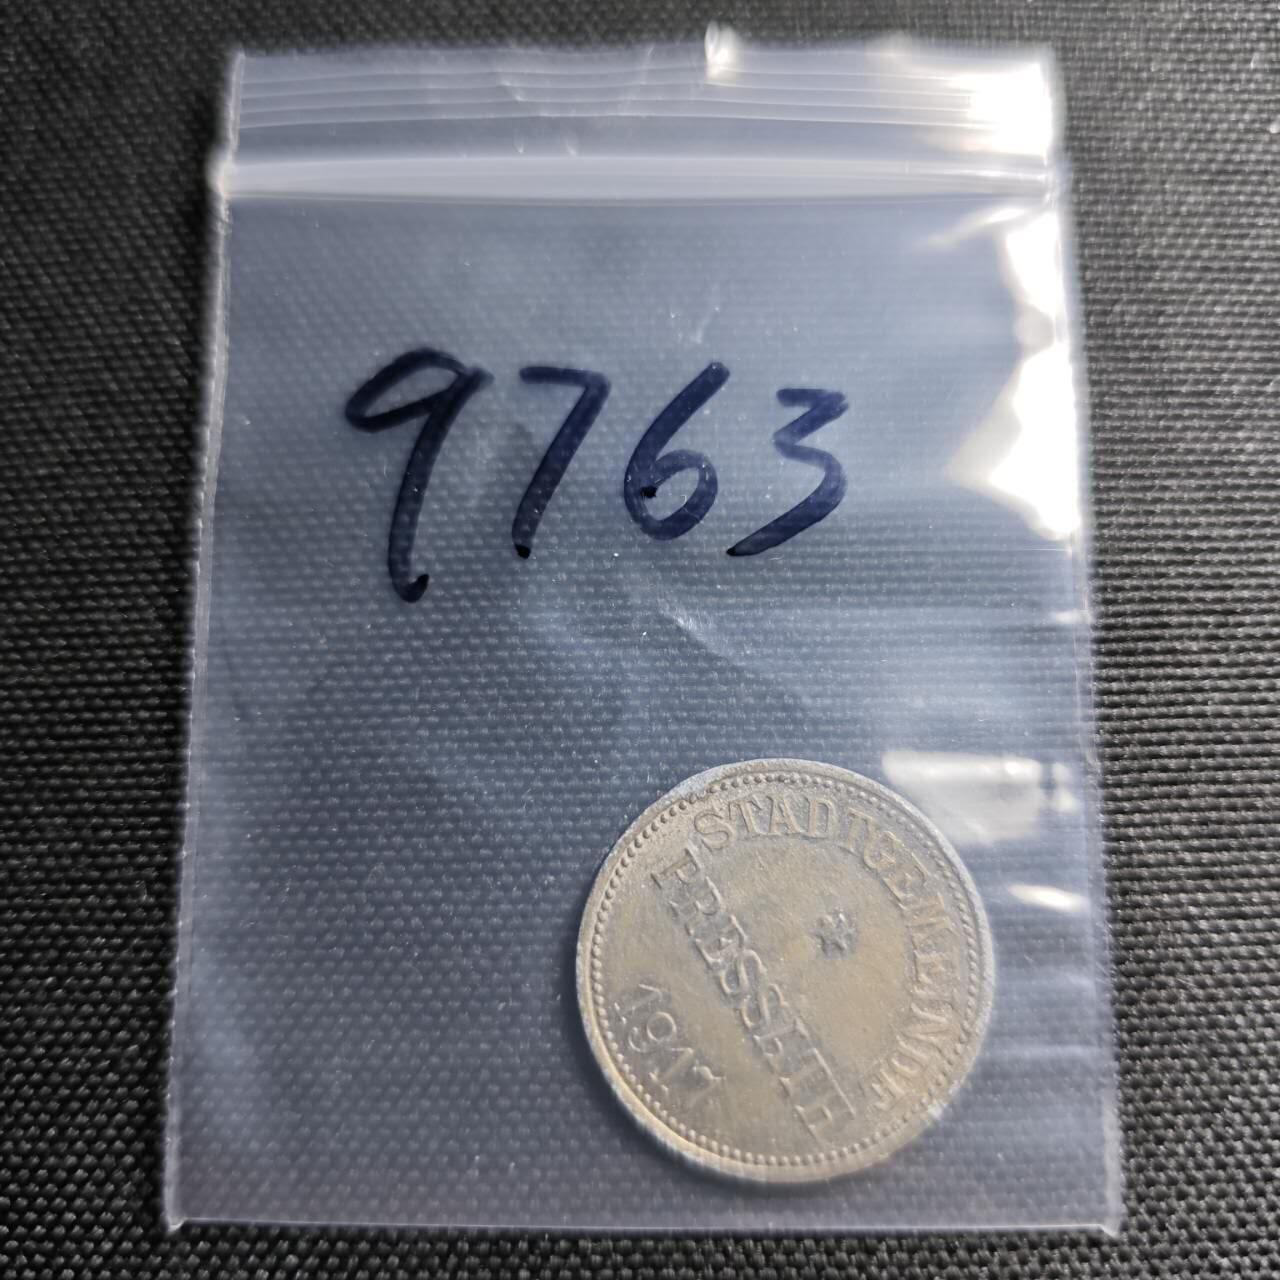 9763
STADTGEMEINDE
PRESSATH
1917